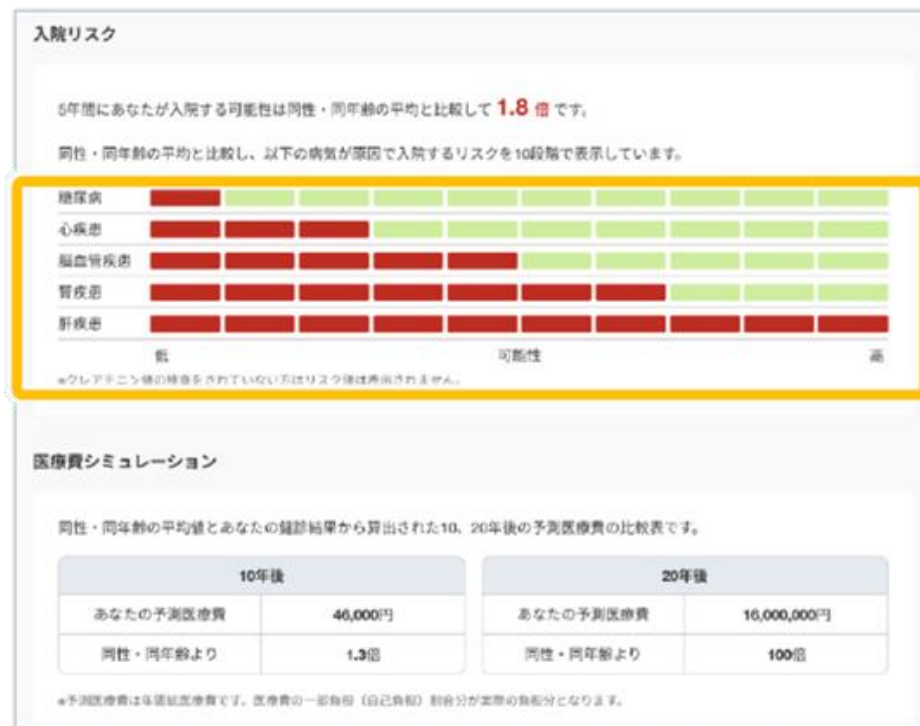 入院リスク
5年間にあなたが入院する可能性は同性・同年齢の平均と比較して 1.8 倍 です。
同性・同年齢の平均と比較し、以下の病気が原因で入院するリスクを10段階で表示しています。
糖尿病
心疾患
脳血管疾患
腎疾患
肝疾患
低 可能性 高
*クレアチニン値の検査をされていない方はリスク値は表出されません。
医療費シミュレーション
同性・同年齢の平均値とあなたの健診結果から算出された10、20年後の予測医療費の比較表です。
10年後 20年後
あなたの予測医療費 46,000円 あなたの予測医療費 16,000,000円
同性・同年齢より 1.3倍 同性・同年齢より 100倍
*予測医療費は年間総医療費です。医療費の一部負担（自己負担）割合分が実際の負担分となります。